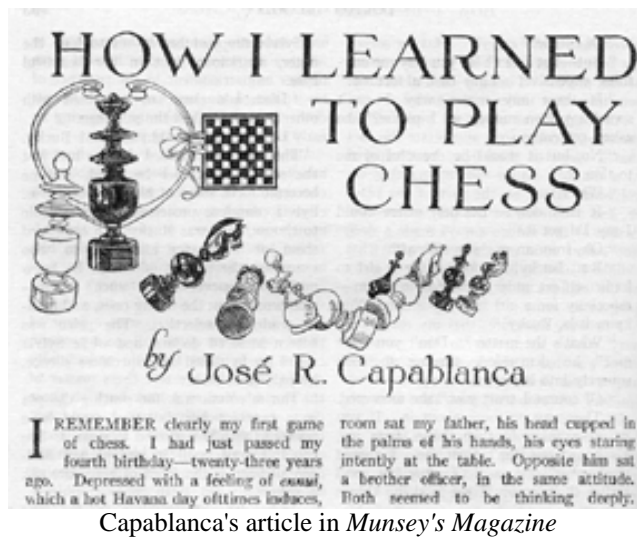 HOW I LEARNED
TO PLAY
CHESS
by José R. Capablanca
I REMEMBER clearly my first game
of chess. I had just passed my
fourth birthday—twenty-three years
ago. Depressed with a feeling of ennui,
which a hot Havana day ofttimes induces,
room sat my father, his head cupped in
the palms of his hands, his eyes staring
intently at the table. Opposite him sat
a brother officer, in the same attitude.
Both seemed to be thinking deeply,
Capablanca's article in Munsey's Magazine